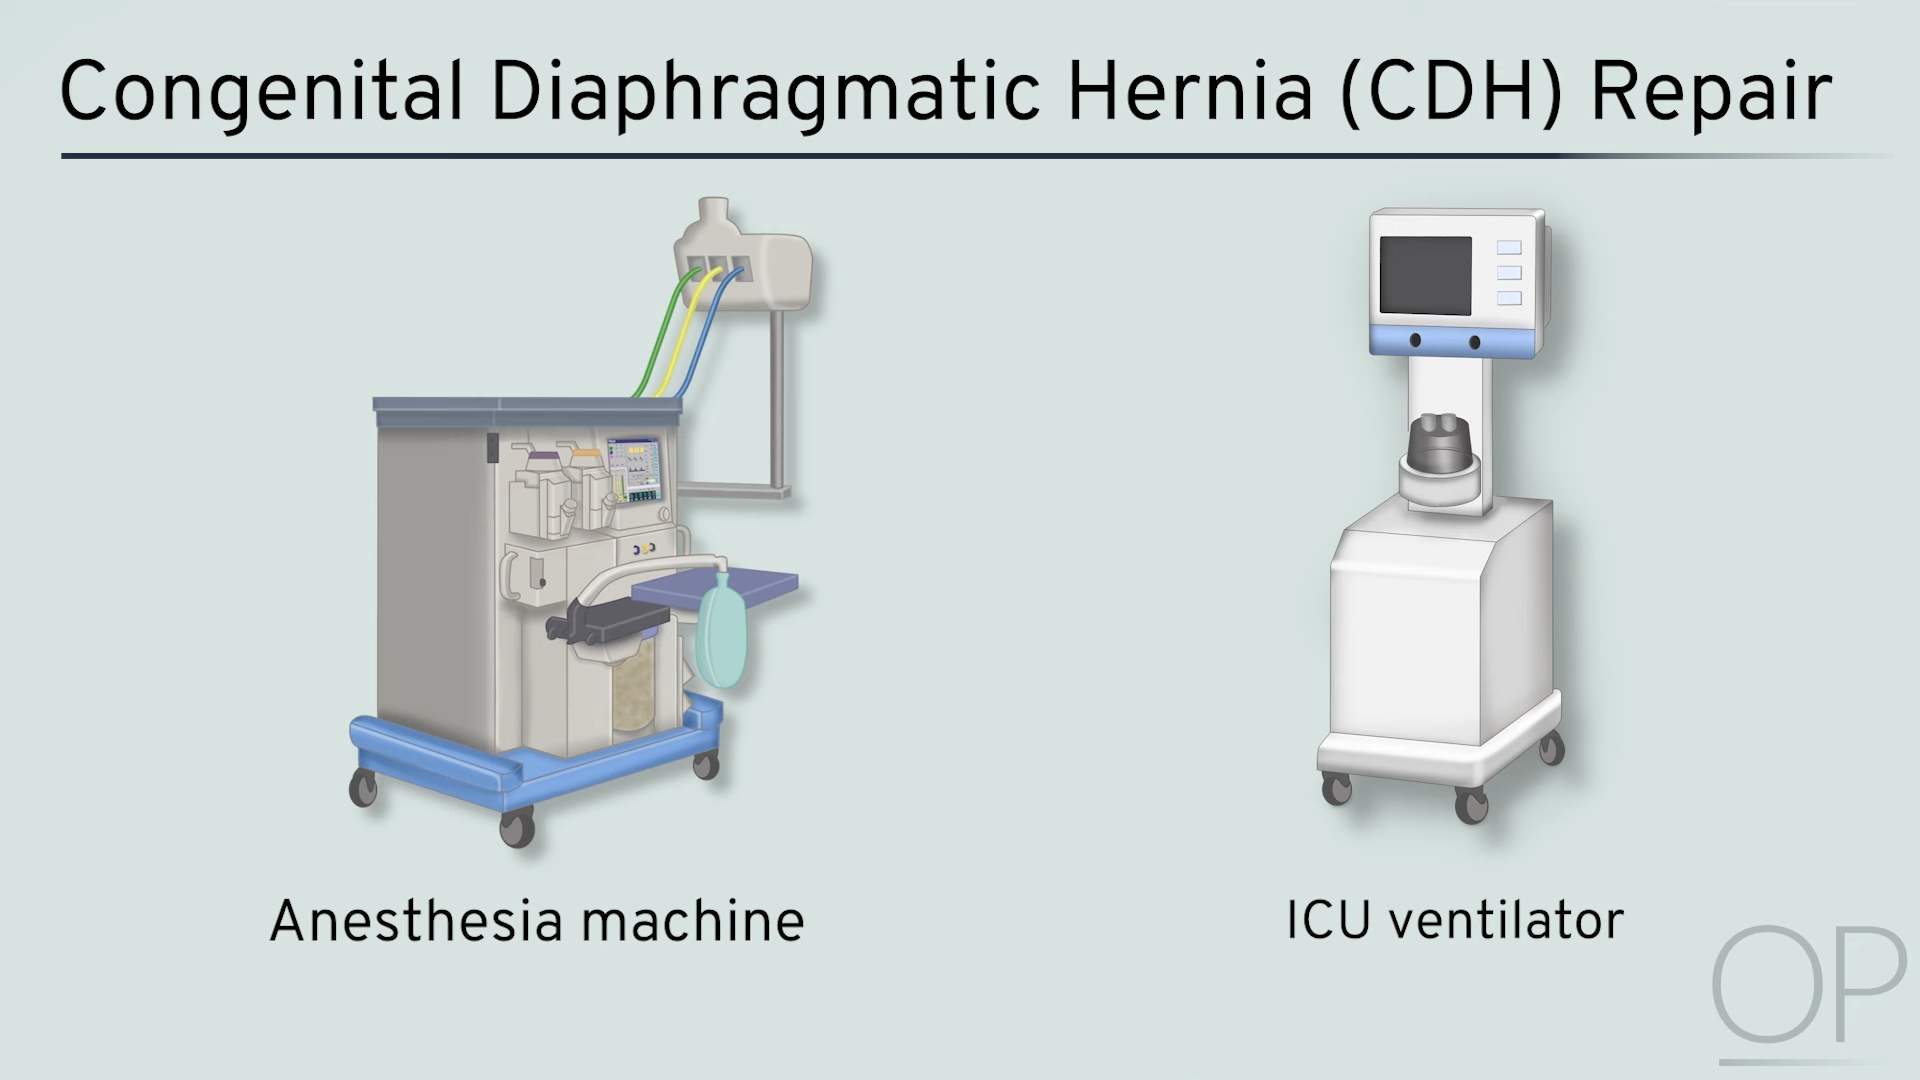 Congenital Diaphragmatic Hernia (CDH) Repair
Anesthesia machine
ICU ventilator
OP